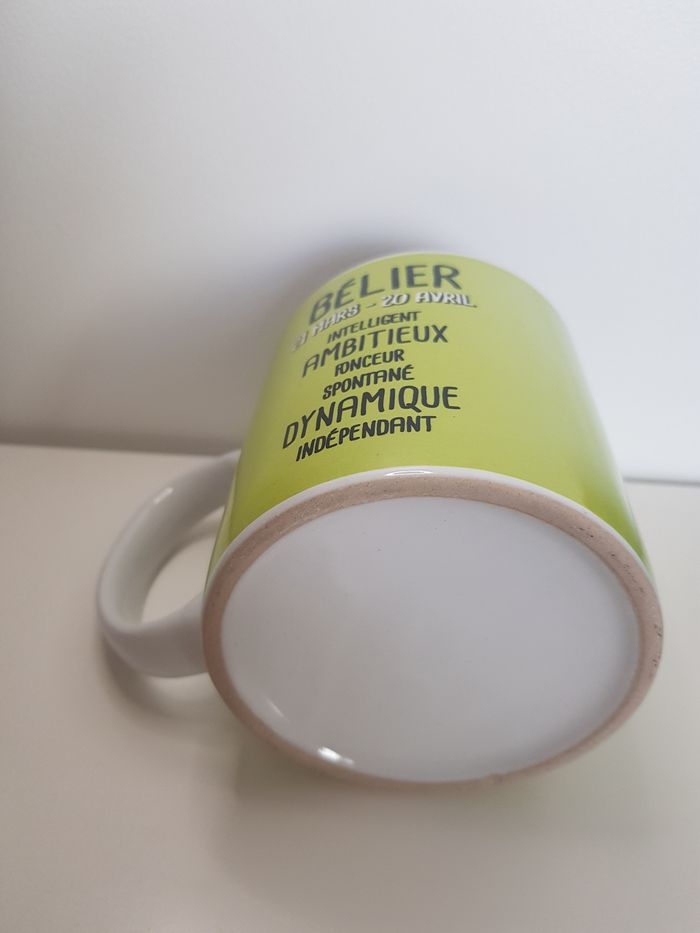 BÉLIER
21 MARS - 20 AVRIL
INTELLIGENT
AMBITIEUX
FONCEUR
SPONTANÉ
DYNAMIQUE
INDÉPENDANT